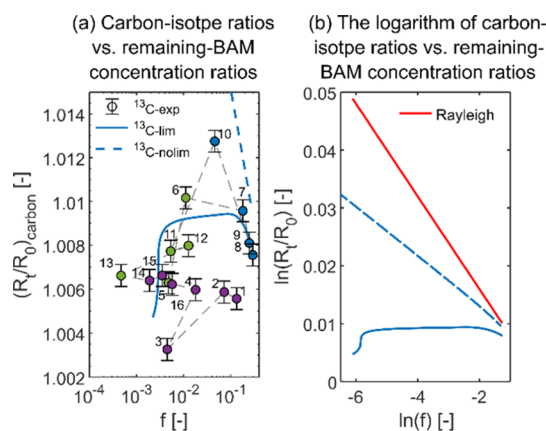 (a) Carbon-isotpe ratios
vs. remaining-BAM
concentration ratios
1.014
1.012
1.01
1.008
1.006
1.004
1.002
(Rt/R0)carbon [-]
13C-exp
13C-lim
13C-nolim
10
6
7
11
12
9
8
13
14
15
5
16
4
2
1
3
10-4
10-3
10-2
10-1
f [-]
(b) The logarithm of carbon-
isotpe ratios vs. remaining-
BAM concentration ratios
0.05
0.04
0.03
0.02
0.01
0
ln(Rt/R0) [-]
Rayleigh
-6
-4
-2
ln(f) [-]